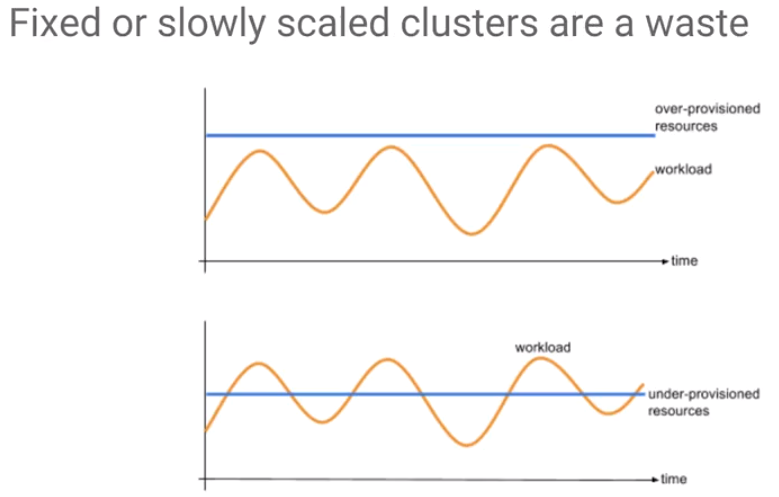 Fixed or slowly scaled clusters are a waste
over-provisioned
resources
workload
time
workload
under-provisioned
resources
time